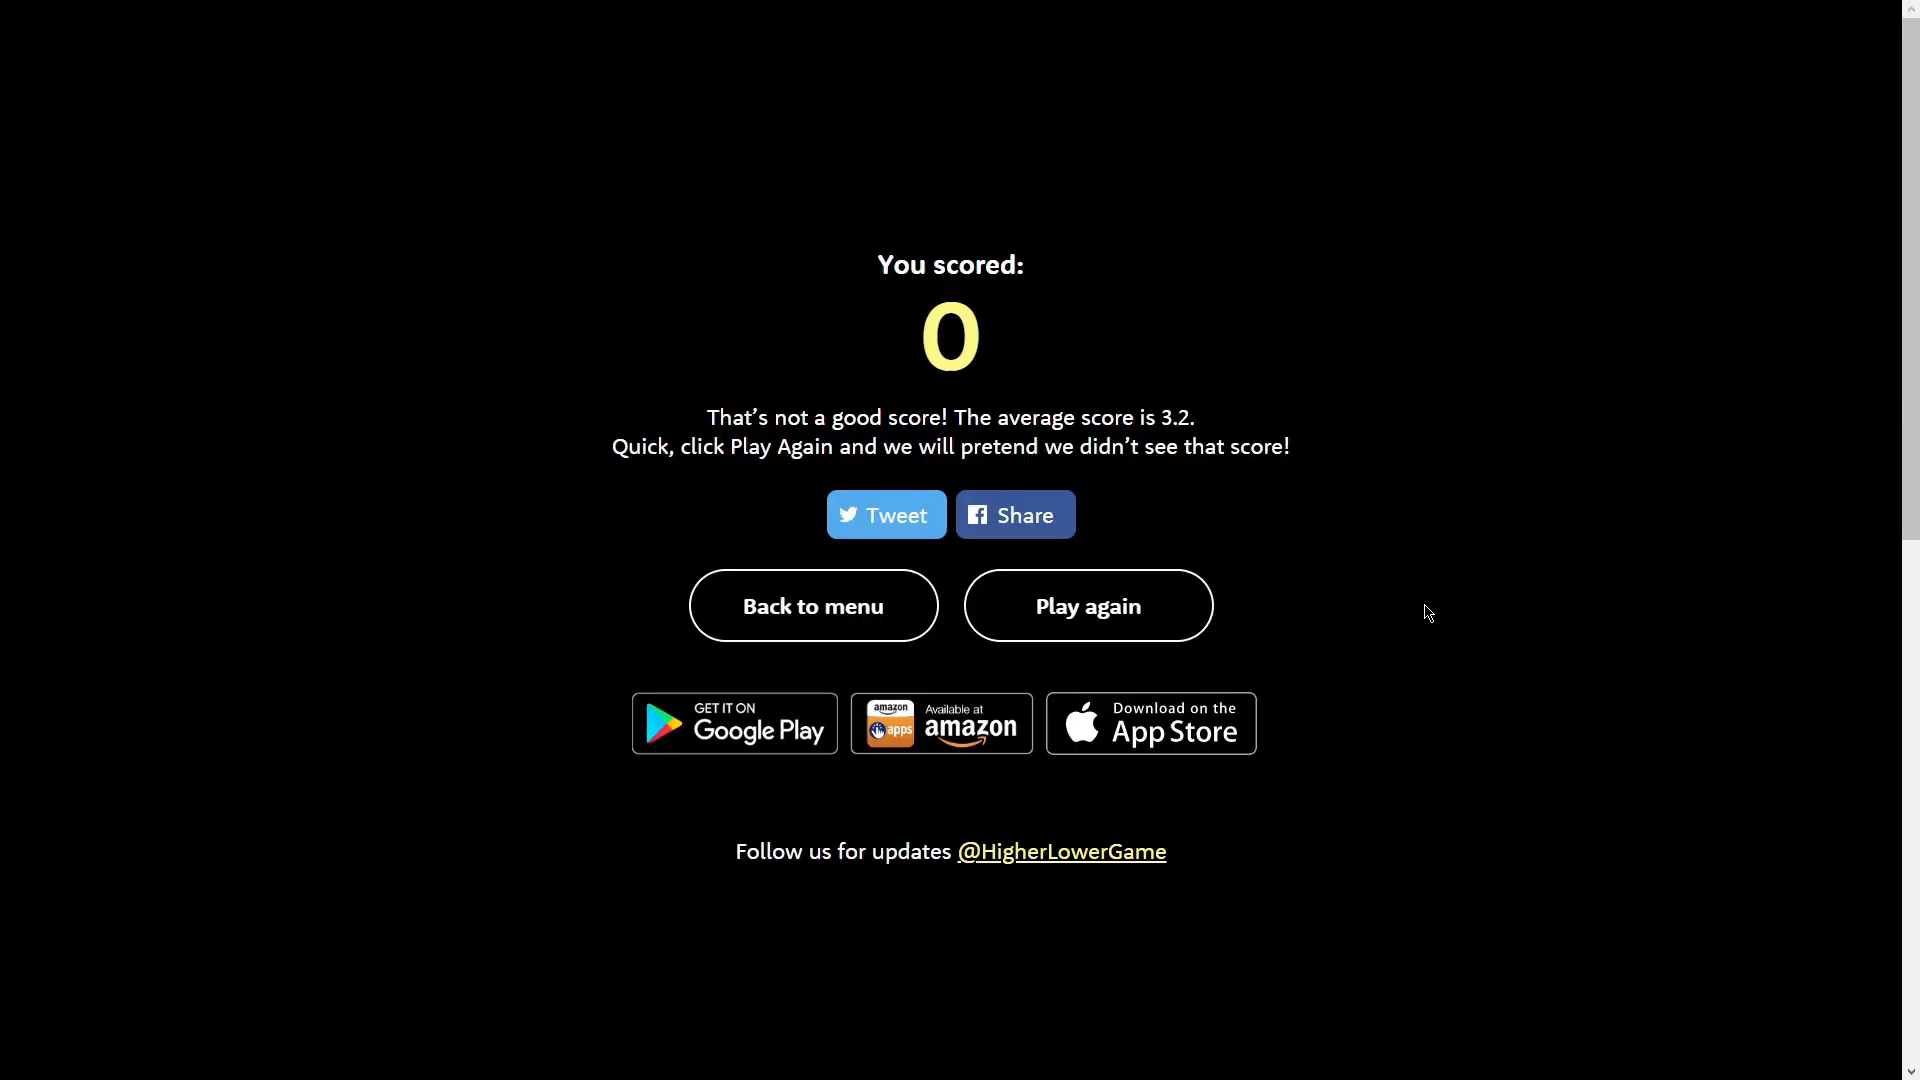 You scored:
0
That’s not a good score! The average score is 3.2.
Quick, click Play Again and we will pretend we didn’t see that score!
Tweet
Share
Back to menu
Play again
GET IT ON
Google Play
amazon
apps
Available at
amazon
Download on the
App Store
Follow us for updates @HigherLowerGame